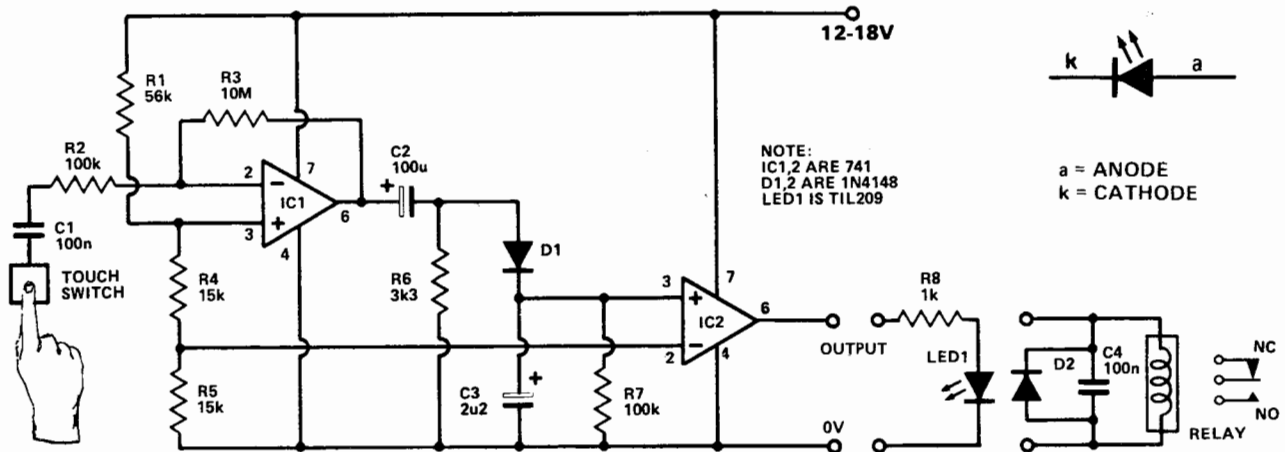 12-18V
k
a
a = ANODE
k = CATHODE
R1
56k
R3
10M
R2
100k
C2
100u
+
NOTE:
IC1,2 ARE 741
D1,2 ARE 1N4148
LED1 IS TIL209
2
−
7
IC1
6
+
3
4
C1
100n
TOUCH
SWITCH
R4
15k
R6
3k3
D1
3
+
7
IC2
6
−
2
4
R8
1k
OUTPUT
LED1
D2
C4
100n
NC
NO
RELAY
R5
15k
C3
2u2
+
R7
100k
0V